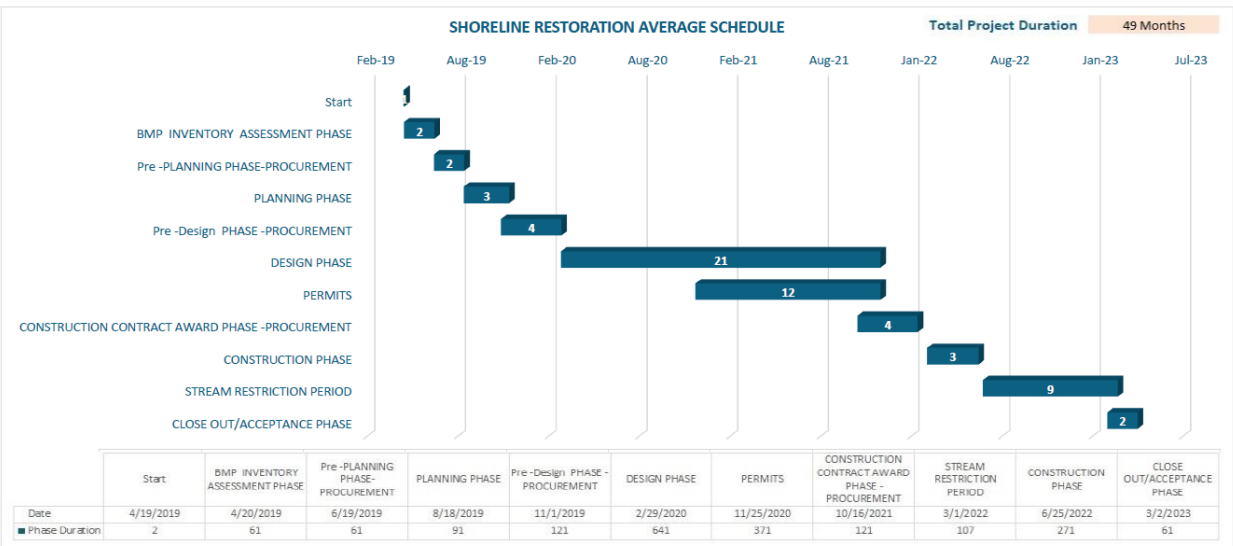 SHORELINE RESTORATION AVERAGE SCHEDULE
Total Project Duration 49 Months
Feb-19 Aug-19 Feb-20 Aug-20 Feb-21 Aug-21 Jan-22 Aug-22 Jan-23 Jul-23
Start 1
BMP INVENTORY ASSESSMENT PHASE 2
Pre -PLANNING PHASE-PROCUREMENT 2
PLANNING PHASE 3
Pre -Design PHASE -PROCUREMENT 4
DESIGN PHASE 21
PERMITS 12
CONSTRUCTION CONTRACT AWARD PHASE -PROCUREMENT 4
CONSTRUCTION PHASE 3
STREAM RESTRICTION PERIOD 9
CLOSE OUT/ACCEPTANCE PHASE 2
Start
BMP INVENTORY
ASSESSMENT PHASE
Pre -PLANNING
PHASE-
PROCUREMENT
PLANNING PHASE
Pre -Design PHASE -
PROCUREMENT
DESIGN PHASE
PERMITS
CONSTRUCTION
CONTRACT AWARD
PHASE -
PROCUREMENT
STREAM
RESTRICTION
PERIOD
CONSTRUCTION
PHASE
CLOSE
OUT/ACCEPTANCE
PHASE
Date 4/19/2019 4/20/2019 6/19/2019 8/18/2019 11/1/2019 2/29/2020 11/25/2020 10/16/2021 3/1/2022 6/25/2022 3/2/2023
Phase Duration 2 61 61 91 121 641 371 121 107 271 61